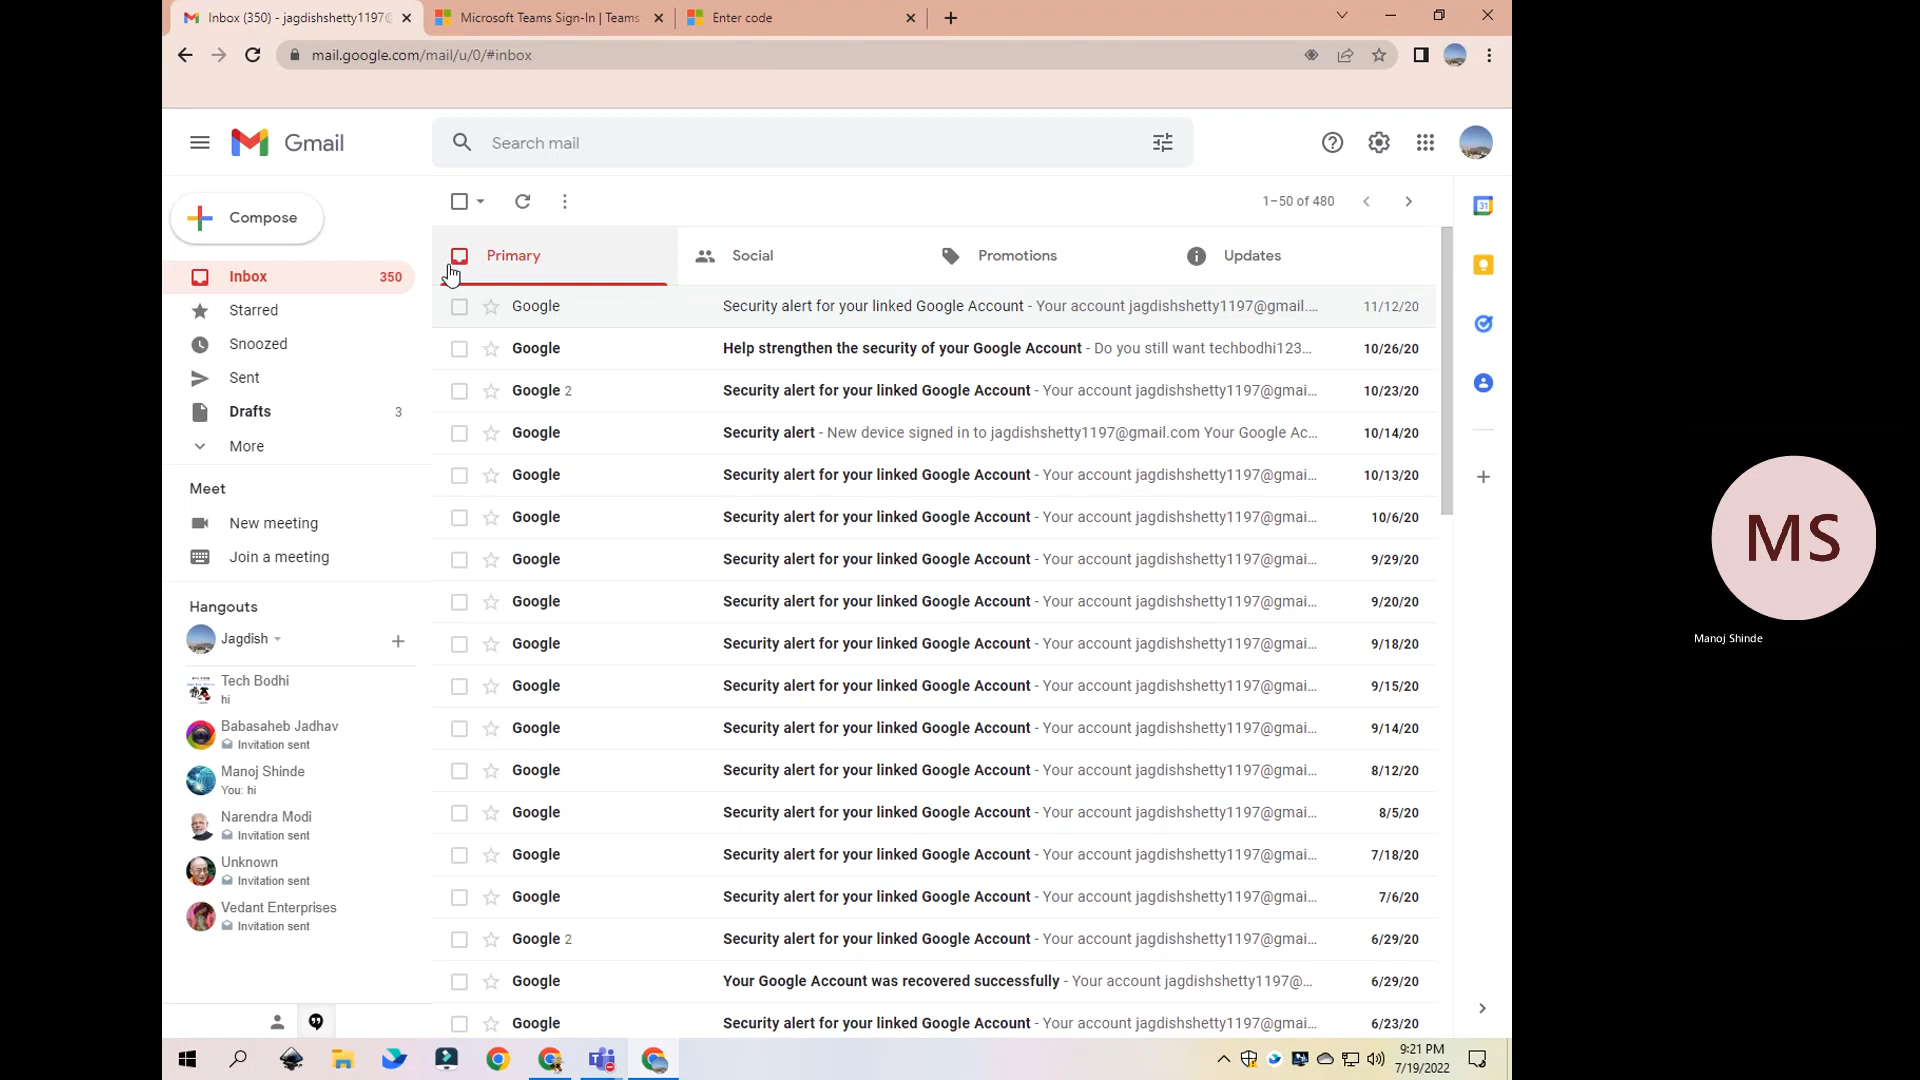 Inbox (350) - jagdishshetty1197@
Microsoft Teams Sign-In | Teams
Enter code
mail.google.com/mail/u/0/#inbox
Gmail
Search mail
Compose
1–50 of 480
Inbox 350
Starred
Snoozed
Sent
Drafts 3
More
Meet
New meeting
Join a meeting
Hangouts
Jagdish
Tech Bodhi
hi
Babasaheb Jadhav
Invitation sent
Manoj Shinde
You: hi
Narendra Modi
Invitation sent
Unknown
Invitation sent
Vedant Enterprises
Invitation sent
Primary
Social
Promotions
Updates
Google Security alert for your linked Google Account - Your account jagdishshetty1197@gmail.... 11/12/20
Google Help strengthen the security of your Google Account - Do you still want techbodhi123... 10/26/20
Google 2 Security alert for your linked Google Account - Your account jagdishshetty1197@gmai... 10/23/20
Google Security alert - New device signed in to jagdishshetty1197@gmail.com Your Google Ac... 10/14/20
Google Security alert for your linked Google Account - Your account jagdishshetty1197@gmai... 10/13/20
Google Security alert for your linked Google Account - Your account jagdishshetty1197@gmai... 10/6/20
Google Security alert for your linked Google Account - Your account jagdishshetty1197@gmai... 9/29/20
Google Security alert for your linked Google Account - Your account jagdishshetty1197@gmai... 9/20/20
Google Security alert for your linked Google Account - Your account jagdishshetty1197@gmai... 9/18/20
Google Security alert for your linked Google Account - Your account jagdishshetty1197@gmai... 9/15/20
Google Security alert for your linked Google Account - Your account jagdishshetty1197@gmai... 9/14/20
Google Security alert for your linked Google Account - Your account jagdishshetty1197@gmai... 8/12/20
Google Security alert for your linked Google Account - Your account jagdishshetty1197@gmai... 8/5/20
Google Security alert for your linked Google Account - Your account jagdishshetty1197@gmai... 7/18/20
Google Security alert for your linked Google Account - Your account jagdishshetty1197@gmai... 7/6/20
Google 2 Security alert for your linked Google Account - Your account jagdishshetty1197@gmai... 6/29/20
Google Your Google Account was recovered successfully - Your account jagdishshetty1197@... 6/29/20
Google Security alert for your linked Google Account - Your account jagdishshetty1197@gmai... 6/23/20
31
MS
Manoj Shinde
9:21 PM
7/19/2022